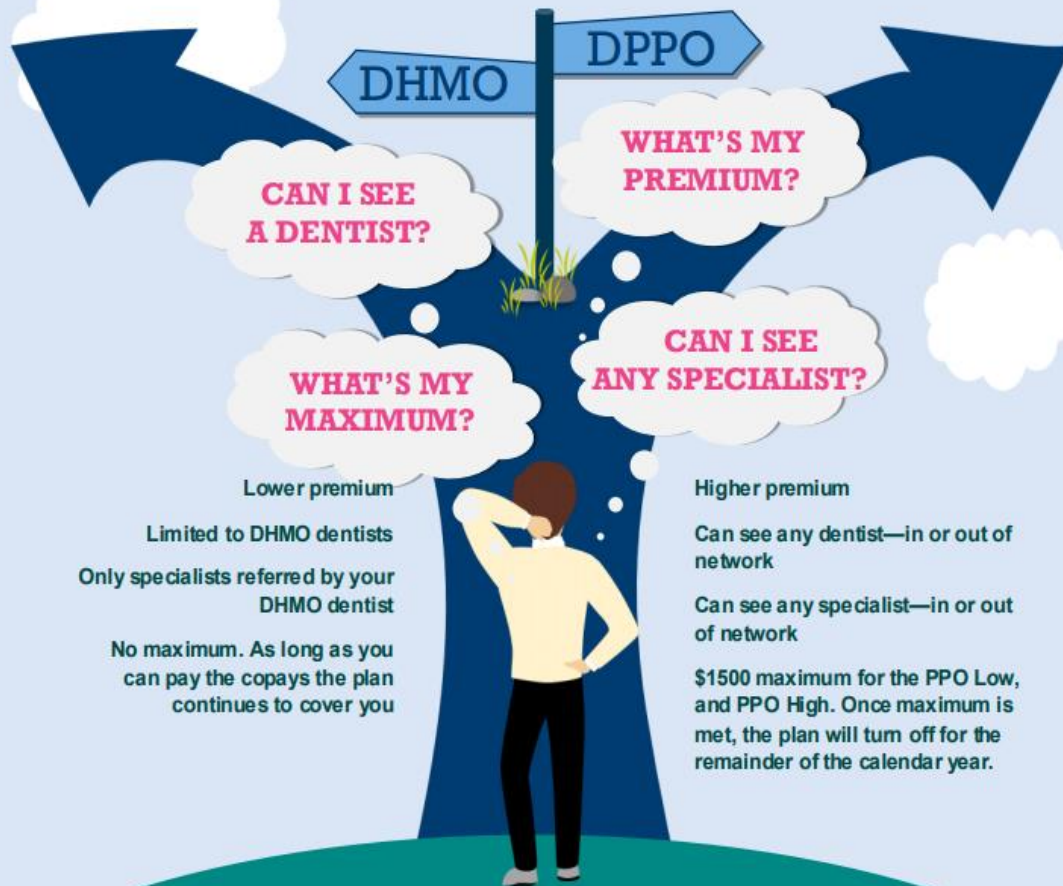 DHMO
DPPO
CAN I SEE
A DENTIST?
WHAT'S MY
PREMIUM?
WHAT'S MY
MAXIMUM?
CAN I SEE
ANY SPECIALIST?
Lower premium
Limited to DHMO dentists
Only specialists referred by your
DHMO dentist
No maximum. As long as you
can pay the copays the plan
continues to cover you
Higher premium
Can see any dentist—in or out of
network
Can see any specialist—in or out
of network
$1500 maximum for the PPO Low,
and PPO High. Once maximum is
met, the plan will turn off for the
remainder of the calendar year.